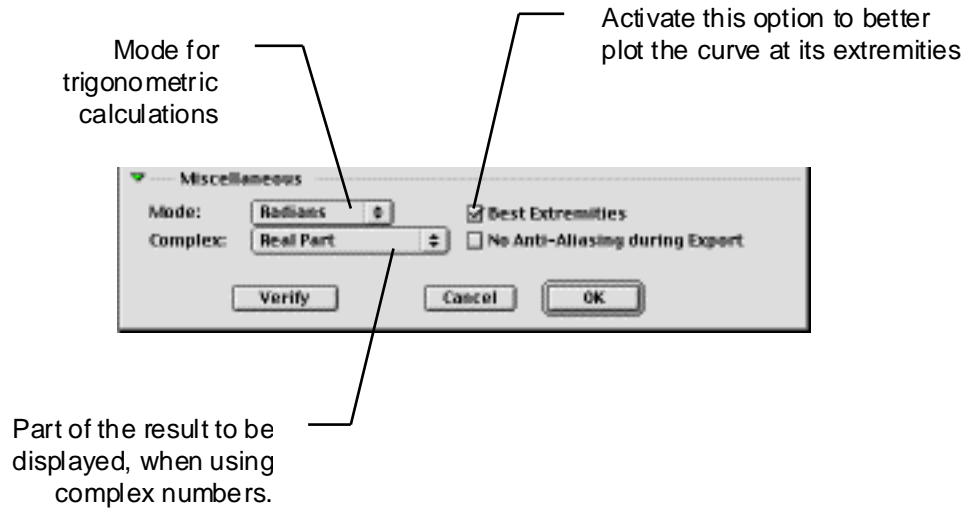 Activate this option to better
plot the curve at its extremities
Mode for
trigonometric
calculations
Miscellaneous
Mode: Radians Best Extremities
Complex: Real Part No Anti-Aliasing during Export
Verify Cancel OK
Part of the result to be
displayed, when using
complex numbers.